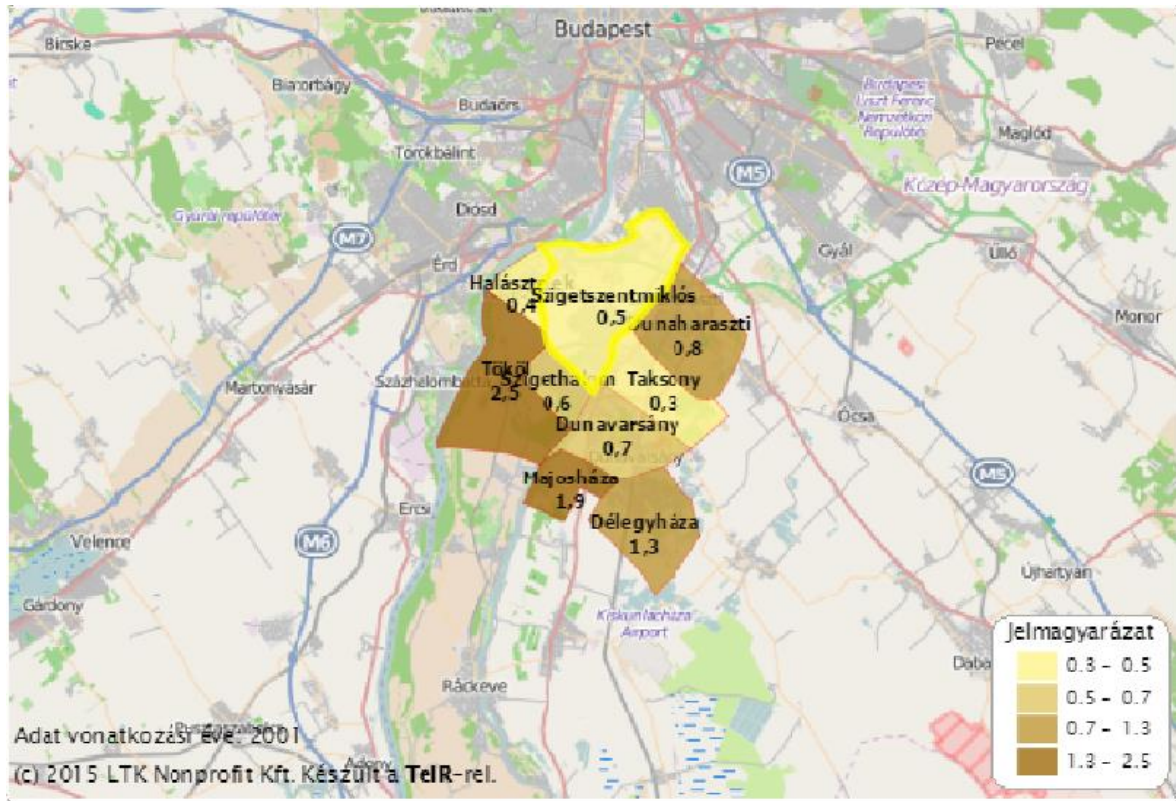 Budapest
Bicske
Pécel
Biatorbágy
Budaörs
Budapest
Liszt Ferenc
Nemzetközi
Repülőtér
Maglód
Törökbálint
M5
Közép-Magyarország
Diósd
Gyúrói repülőtér
M7
Érd
Gyál
Üllő
Halásztelek
0,4
Szigetszentmiklós
0,5
Dunaharaszti
0,8
Monor
Tököl
2,5
Szigethalom
0,6
Taksony
0,3
Martonvásár
Százhalombatta
Ócsa
Dunavarsány
0,7
Majosháza
1,9
M5
Ercsi
Délegyháza
1,3
Velence
M6
Újhartyán
Gárdony
Kiskunlacháza
Airport
Jelmagyarázat
0.3 - 0.5
0.5 - 0.7
0.7 - 1.3
1.3 - 2.5
Ráckeve
Adat vonatkozási éve: 2001
(c) 2015 LTK Nonprofit Kft. Készült a TeIR-rel.